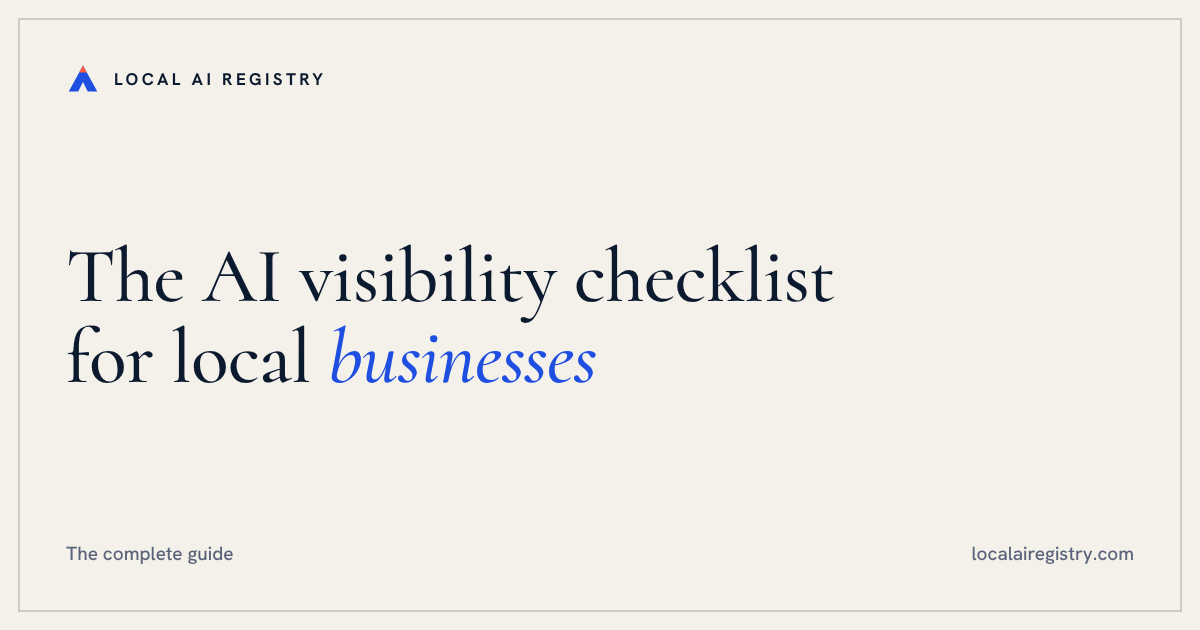 LOCAL AI REGISTRY
The AI visibility checklist
for local businesses
The complete guide
localairegistry.com